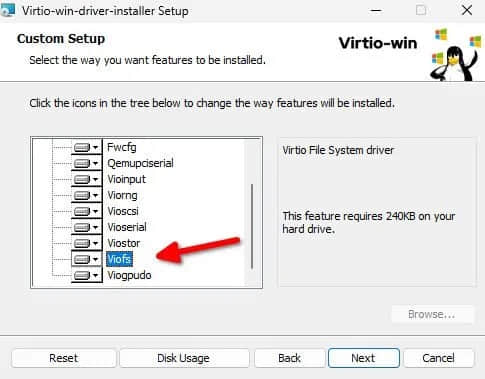 Virtio-win-driver-installer Setup
Custom Setup
Select the way you want features to be installed.
Virtio-win
Click the icons in the tree below to change the way features will be installed.
Fwcfg
Qemupciserial
Vioinput
Viorng
Vioscsi
Vioserial
Viostor
Viofs
Viogpudo
Virtio File System driver
This feature requires 240KB on your
hard drive.
Browse...
Reset
Disk Usage
Back
Next
Cancel